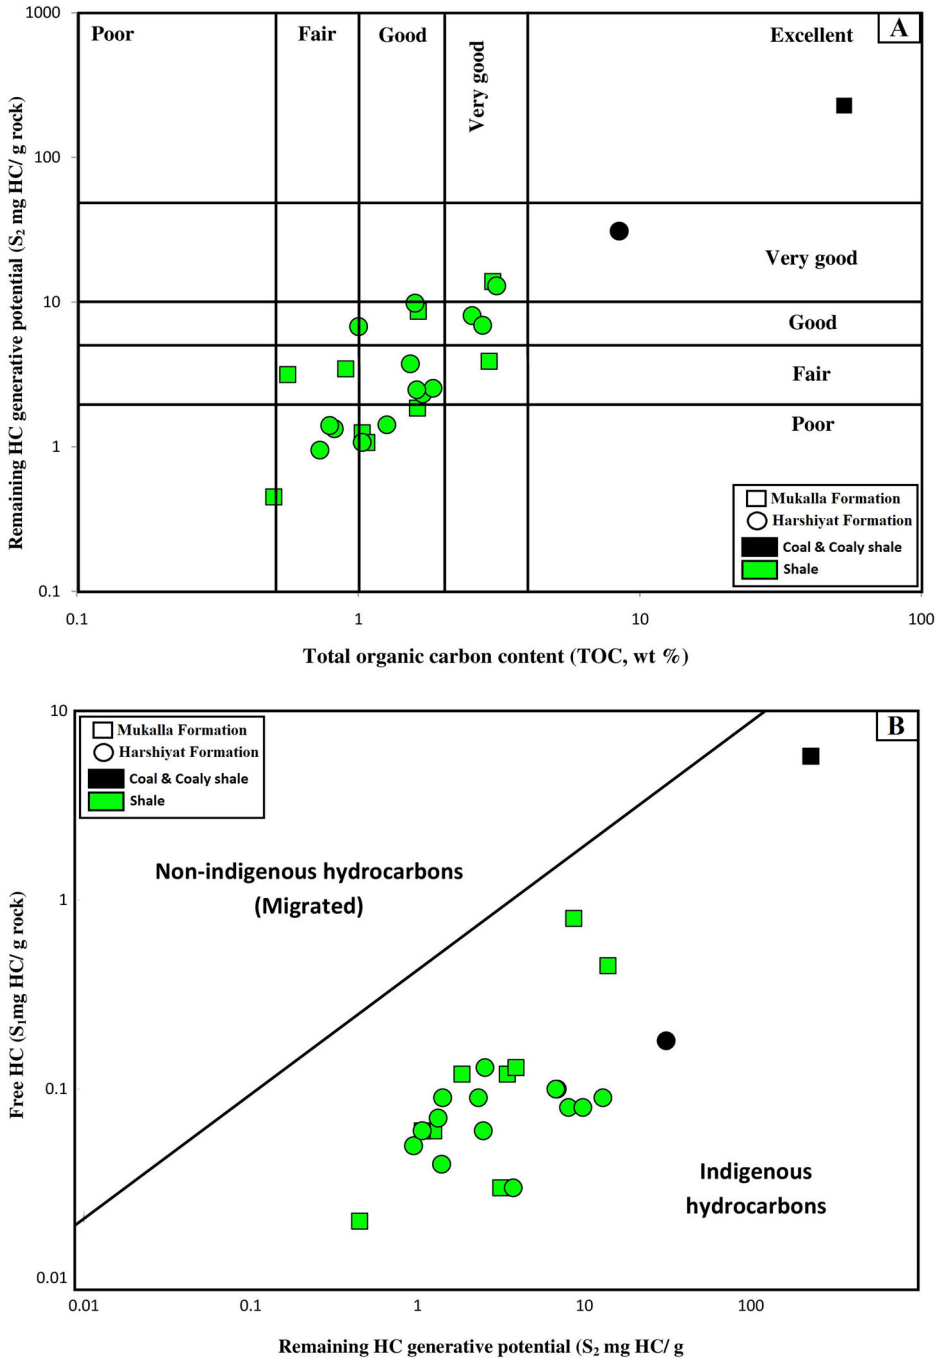 1000
100
10
1
0.1
Remaining HC generative potential (S₂ mg HC/ g rock)
Poor
Fair
Good
Very good
Excellent
A
Very good
Good
Fair
Poor
Mukalla Formation
Harshiyat Formation
Coal & Coaly shale
Shale
0.1
1
10
100
Total organic carbon content (TOC, wt %)
10
1
0.1
0.01
Free HC (S₁mg HC/ g rock)
Mukalla Formation
Harshiyat Formation
Coal & Coaly shale
Shale
B
Non-indigenous hydrocarbons
(Migrated)
Indigenous
hydrocarbons
0.01
0.1
1
10
100
Remaining HC generative potential (S₂ mg HC/ g